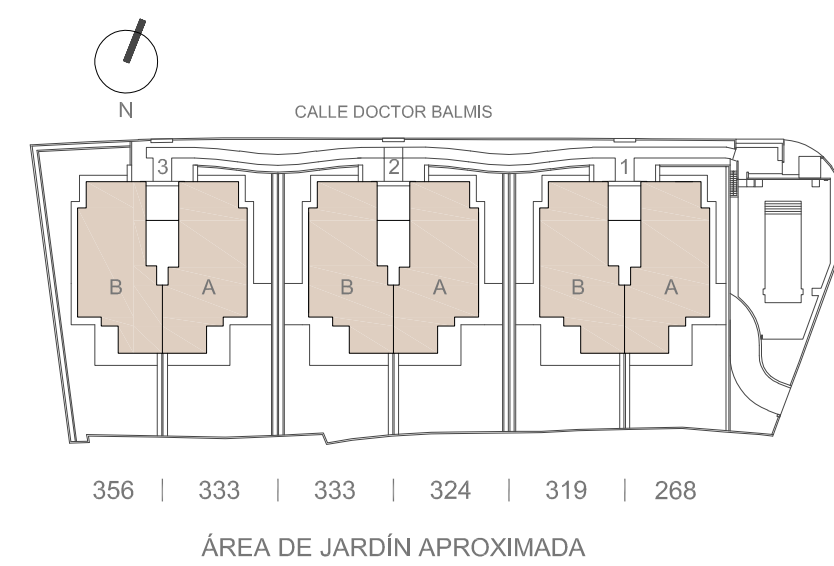 N
CALLE DOCTOR BALMIS
3 2 1
B A B A B A
356 | 333 | 333 | 324 | 319 | 268
ÁREA DE JARDÍN APROXIMADA